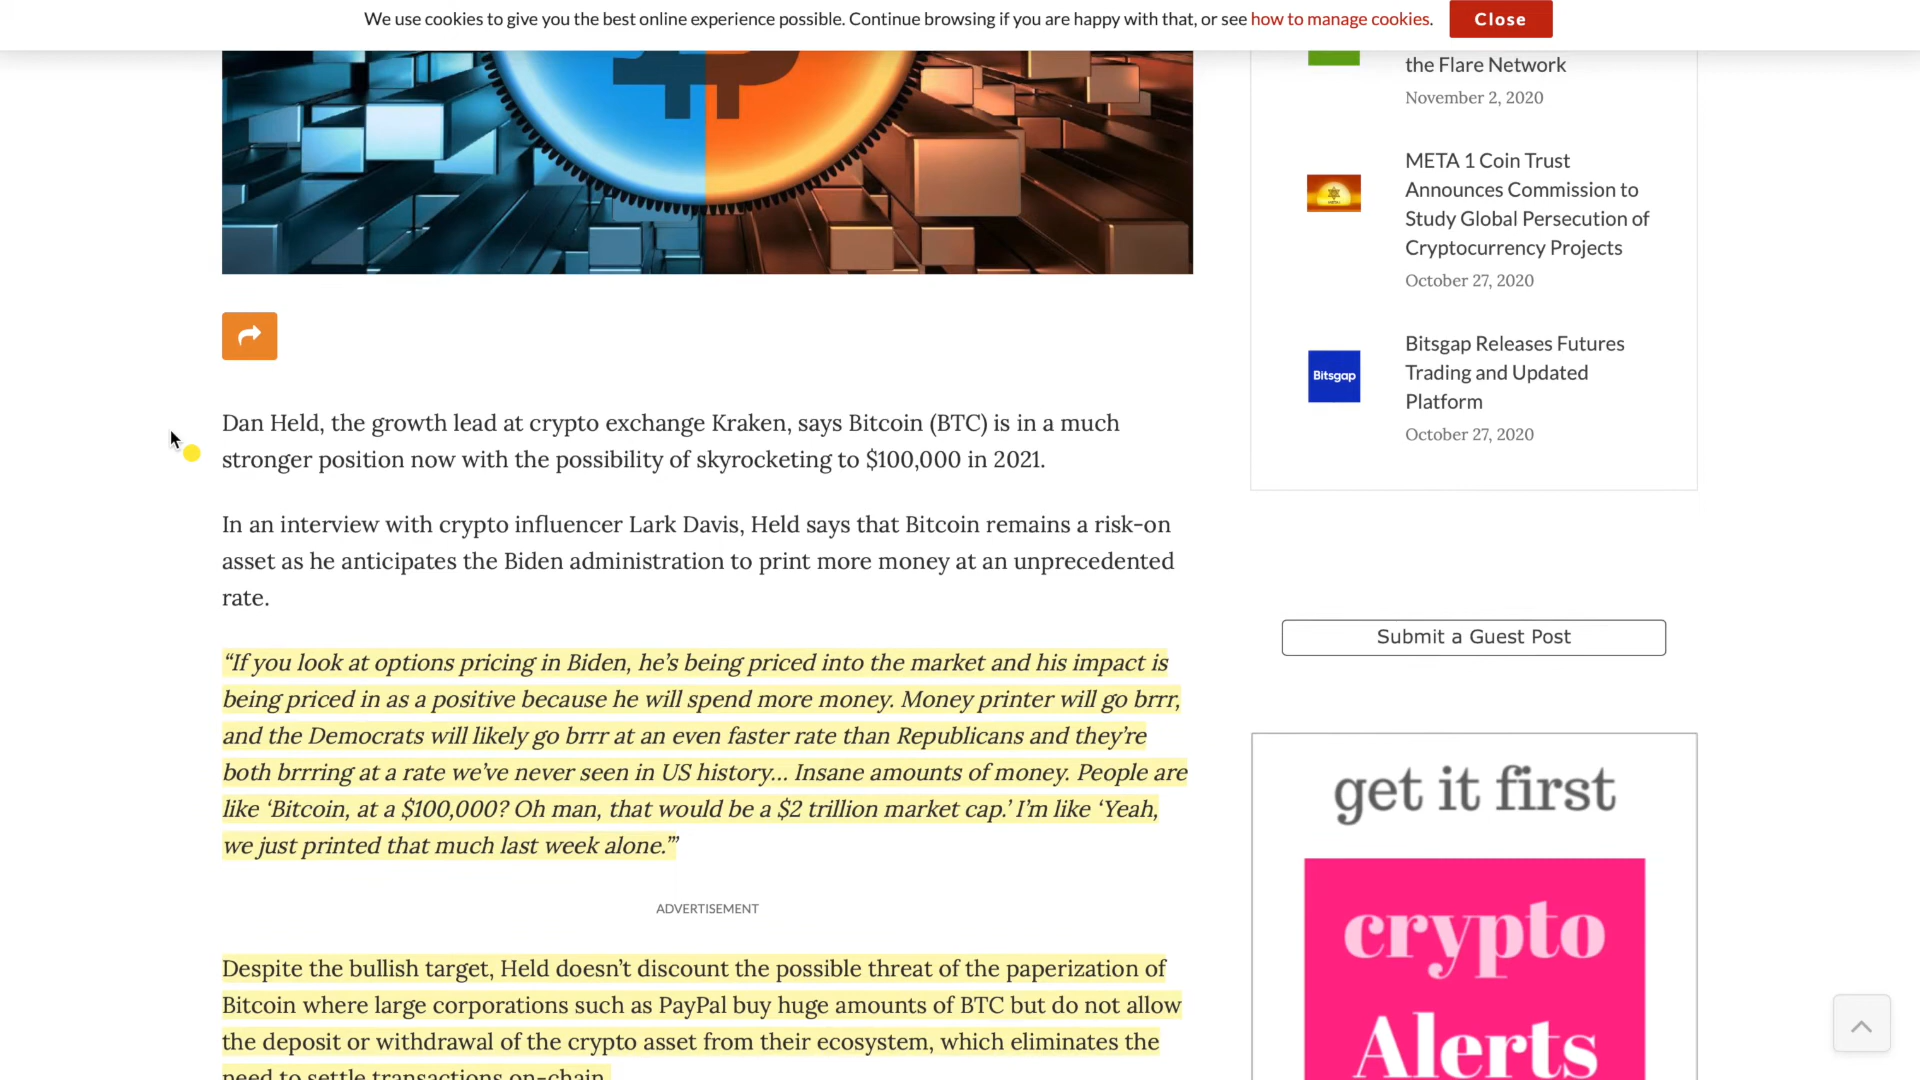 We use cookies to give you the best online experience possible. Continue browsing if you are happy with that, or see how to manage cookies.
Close
Dan Held, the growth lead at crypto exchange Kraken, says Bitcoin (BTC) is in a much
stronger position now with the possibility of skyrocketing to $100,000 in 2021.
In an interview with crypto influencer Lark Davis, Held says that Bitcoin remains a risk-on
asset as he anticipates the Biden administration to print more money at an unprecedented
rate.
“If you look at options pricing in Biden, he’s being priced into the market and his impact is
being priced in as a positive because he will spend more money. Money printer will go brrr,
and the Democrats will likely go brrr at an even faster rate than Republicans and they’re
both brrring at a rate we’ve never seen in US history… Insane amounts of money. People are
like ‘Bitcoin, at a $100,000? Oh man, that would be a $2 trillion market cap.’ I’m like ‘Yeah,
we just printed that much last week alone.’”
ADVERTISEMENT
Despite the bullish target, Held doesn’t discount the possible threat of the paperization of
Bitcoin where large corporations such as PayPal buy huge amounts of BTC but do not allow
the deposit or withdrawal of the crypto asset from their ecosystem, which eliminates the
need to settle transactions on-chain.
the Flare Network
November 2, 2020
META 1 Coin Trust
Announces Commission to
Study Global Persecution of
Cryptocurrency Projects
October 27, 2020
Bitsgap
Bitsgap Releases Futures
Trading and Updated
Platform
October 27, 2020
Submit a Guest Post
get it first
crypto
Alerts